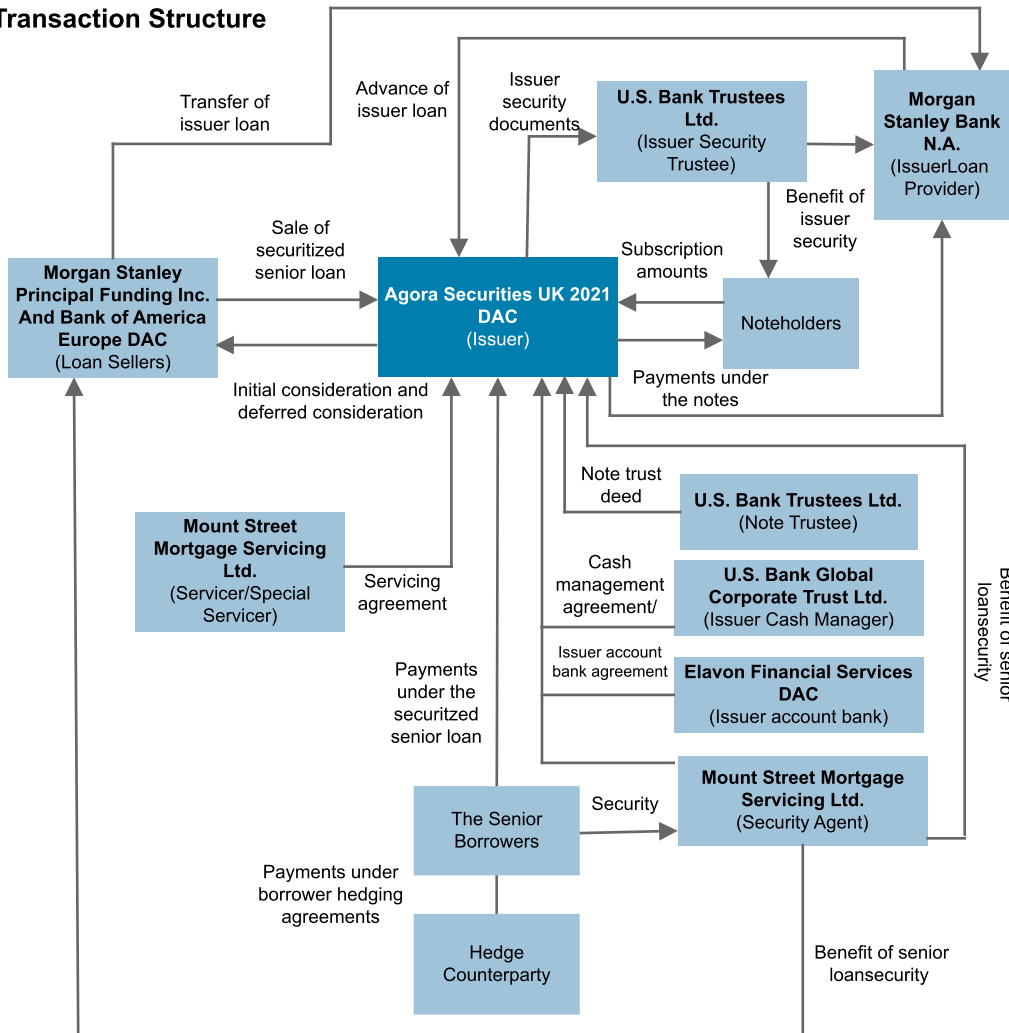 Transaction Structure
Transfer of
issuer loan
Advance of
issuer loan
Issuer
security
documents
U.S. Bank Trustees
Ltd.
(Issuer Security
Trustee)
Morgan
Stanley Bank
N.A.
(IssuerLoan
Provider)
Benefit of
issuer
security
Sale of
securitized
senior loan
Subscription
amounts
Morgan Stanley
Principal Funding Inc.
And Bank of America
Europe DAC
(Loan Sellers)
Agora Securities UK 2021
DAC
(Issuer)
Noteholders
Initial consideration and
deferred consideration
Payments under
the notes
Note trust
deed
U.S. Bank Trustees Ltd.
(Note Trustee)
Mount Street
Mortgage Servicing
Ltd.
(Servicer/Special
Servicer)
Servicing
agreement
Cash
management
agreement/
U.S. Bank Global
Corporate Trust Ltd.
(Issuer Cash Manager)
Benefit of senior
loansecurity
Issuer account
bank agreement
Elavon Financial Services
DAC
(Issuer account bank)
Payments
under the
securitzed
senior loan
Mount Street Mortgage
Servicing Ltd.
(Security Agent)
The Senior
Borrowers
Security
Payments under
borrower hedging
agreements
Hedge
Counterparty
Benefit of senior
loansecurity